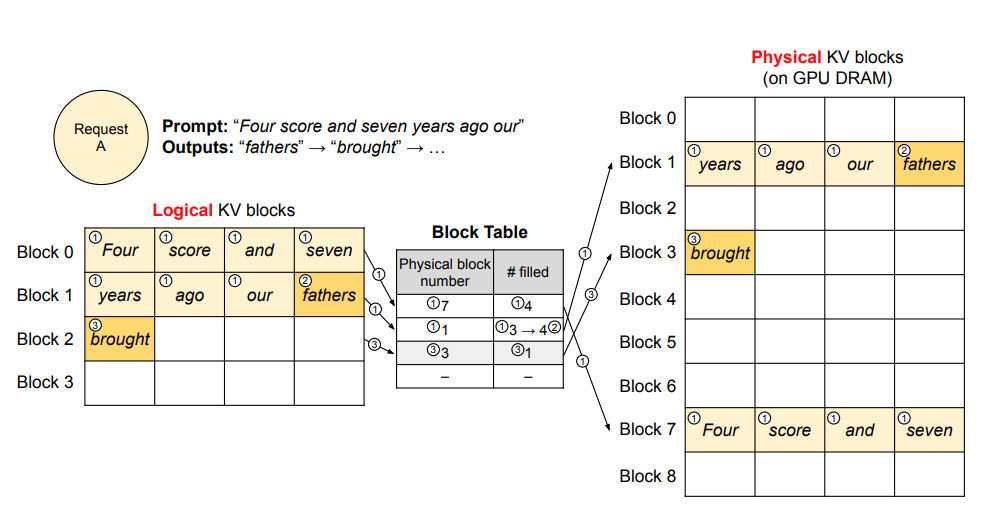 Physical KV blocks
(on GPU DRAM)
Request
A
Prompt: “Four score and seven years ago our”
Outputs: “fathers” → “brought” → …
Logical KV blocks
Block 0 ① Four ① score ① and ① seven
Block 1 ① years ① ago ① our ② fathers
Block 2 ③ brought
Block 3
Block Table
Physical block
number
# filled
①7 ①4
①1 ①3 → 4②
③3 ③1
– –
①
①
③
①
③
①
Block 0
Block 1 ① years ① ago ① our ② fathers
Block 2
Block 3 ③ brought
Block 4
Block 5
Block 6
Block 7 ① Four ① score ① and ① seven
Block 8